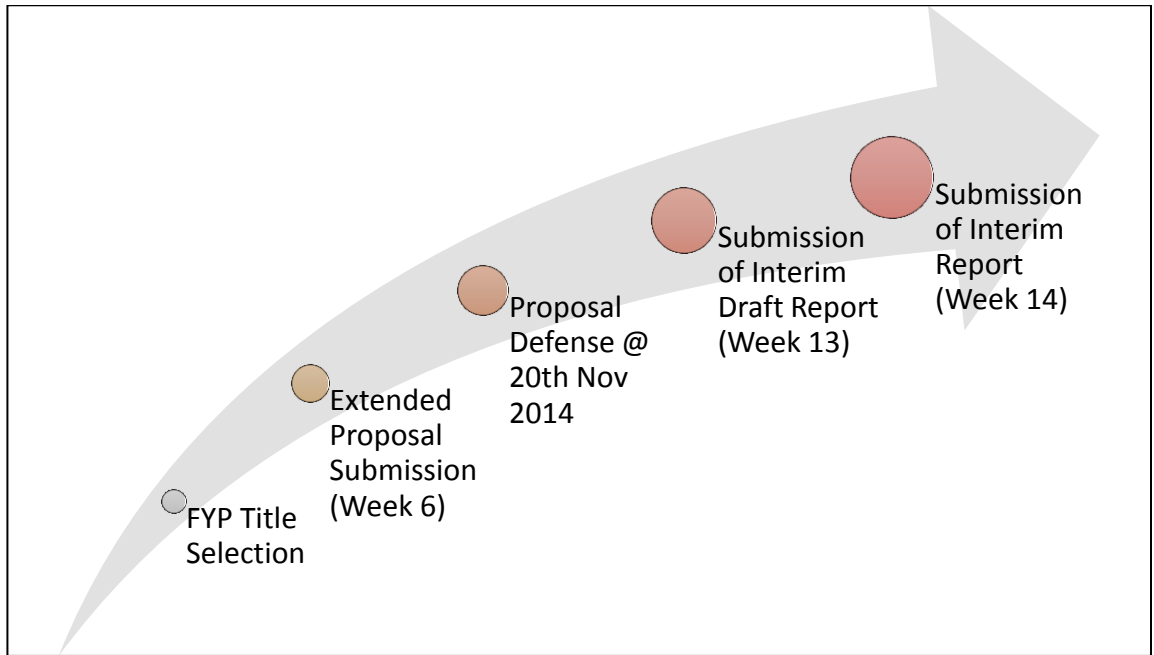 FYP Title
Selection
Extended
Proposal
Submission
(Week 6)
Proposal
Defense @
20th Nov
2014
Submission
of Interim
Draft Report
(Week 13)
Submission
of Interim
Report
(Week 14)